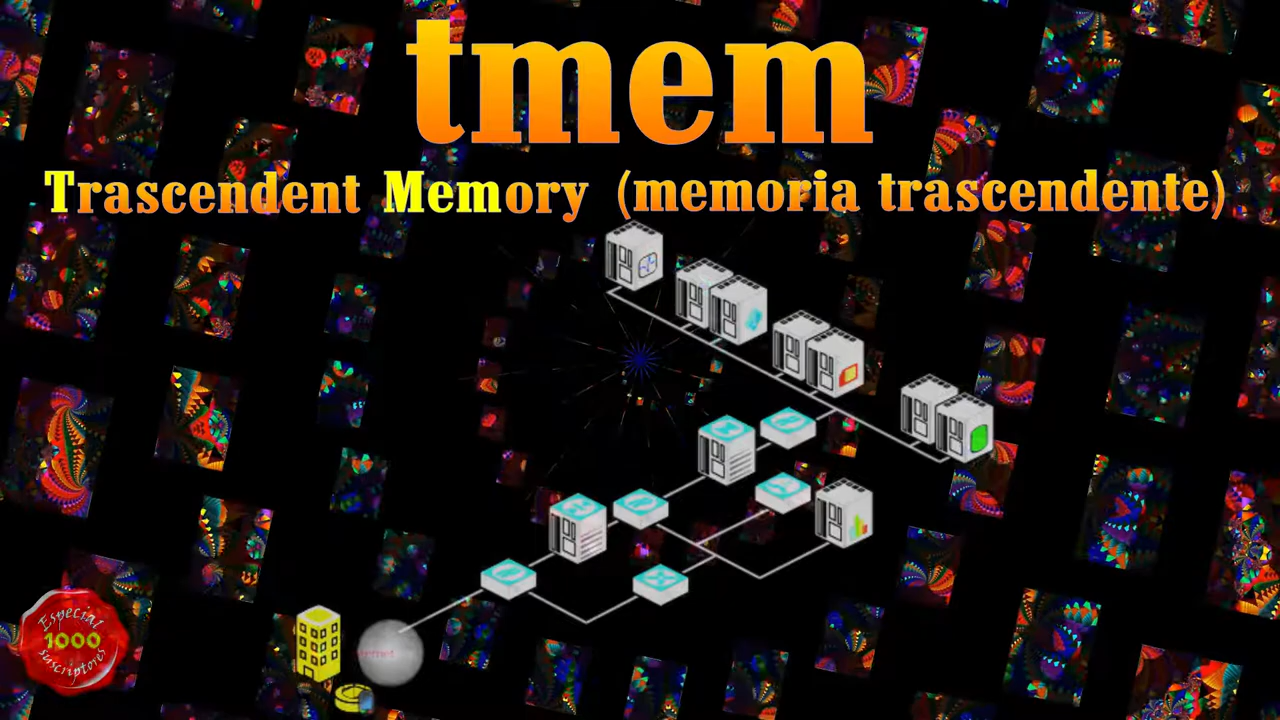 tmem
Trascendent Memory (memoria trascendente)
Especial
1000
suscriptores